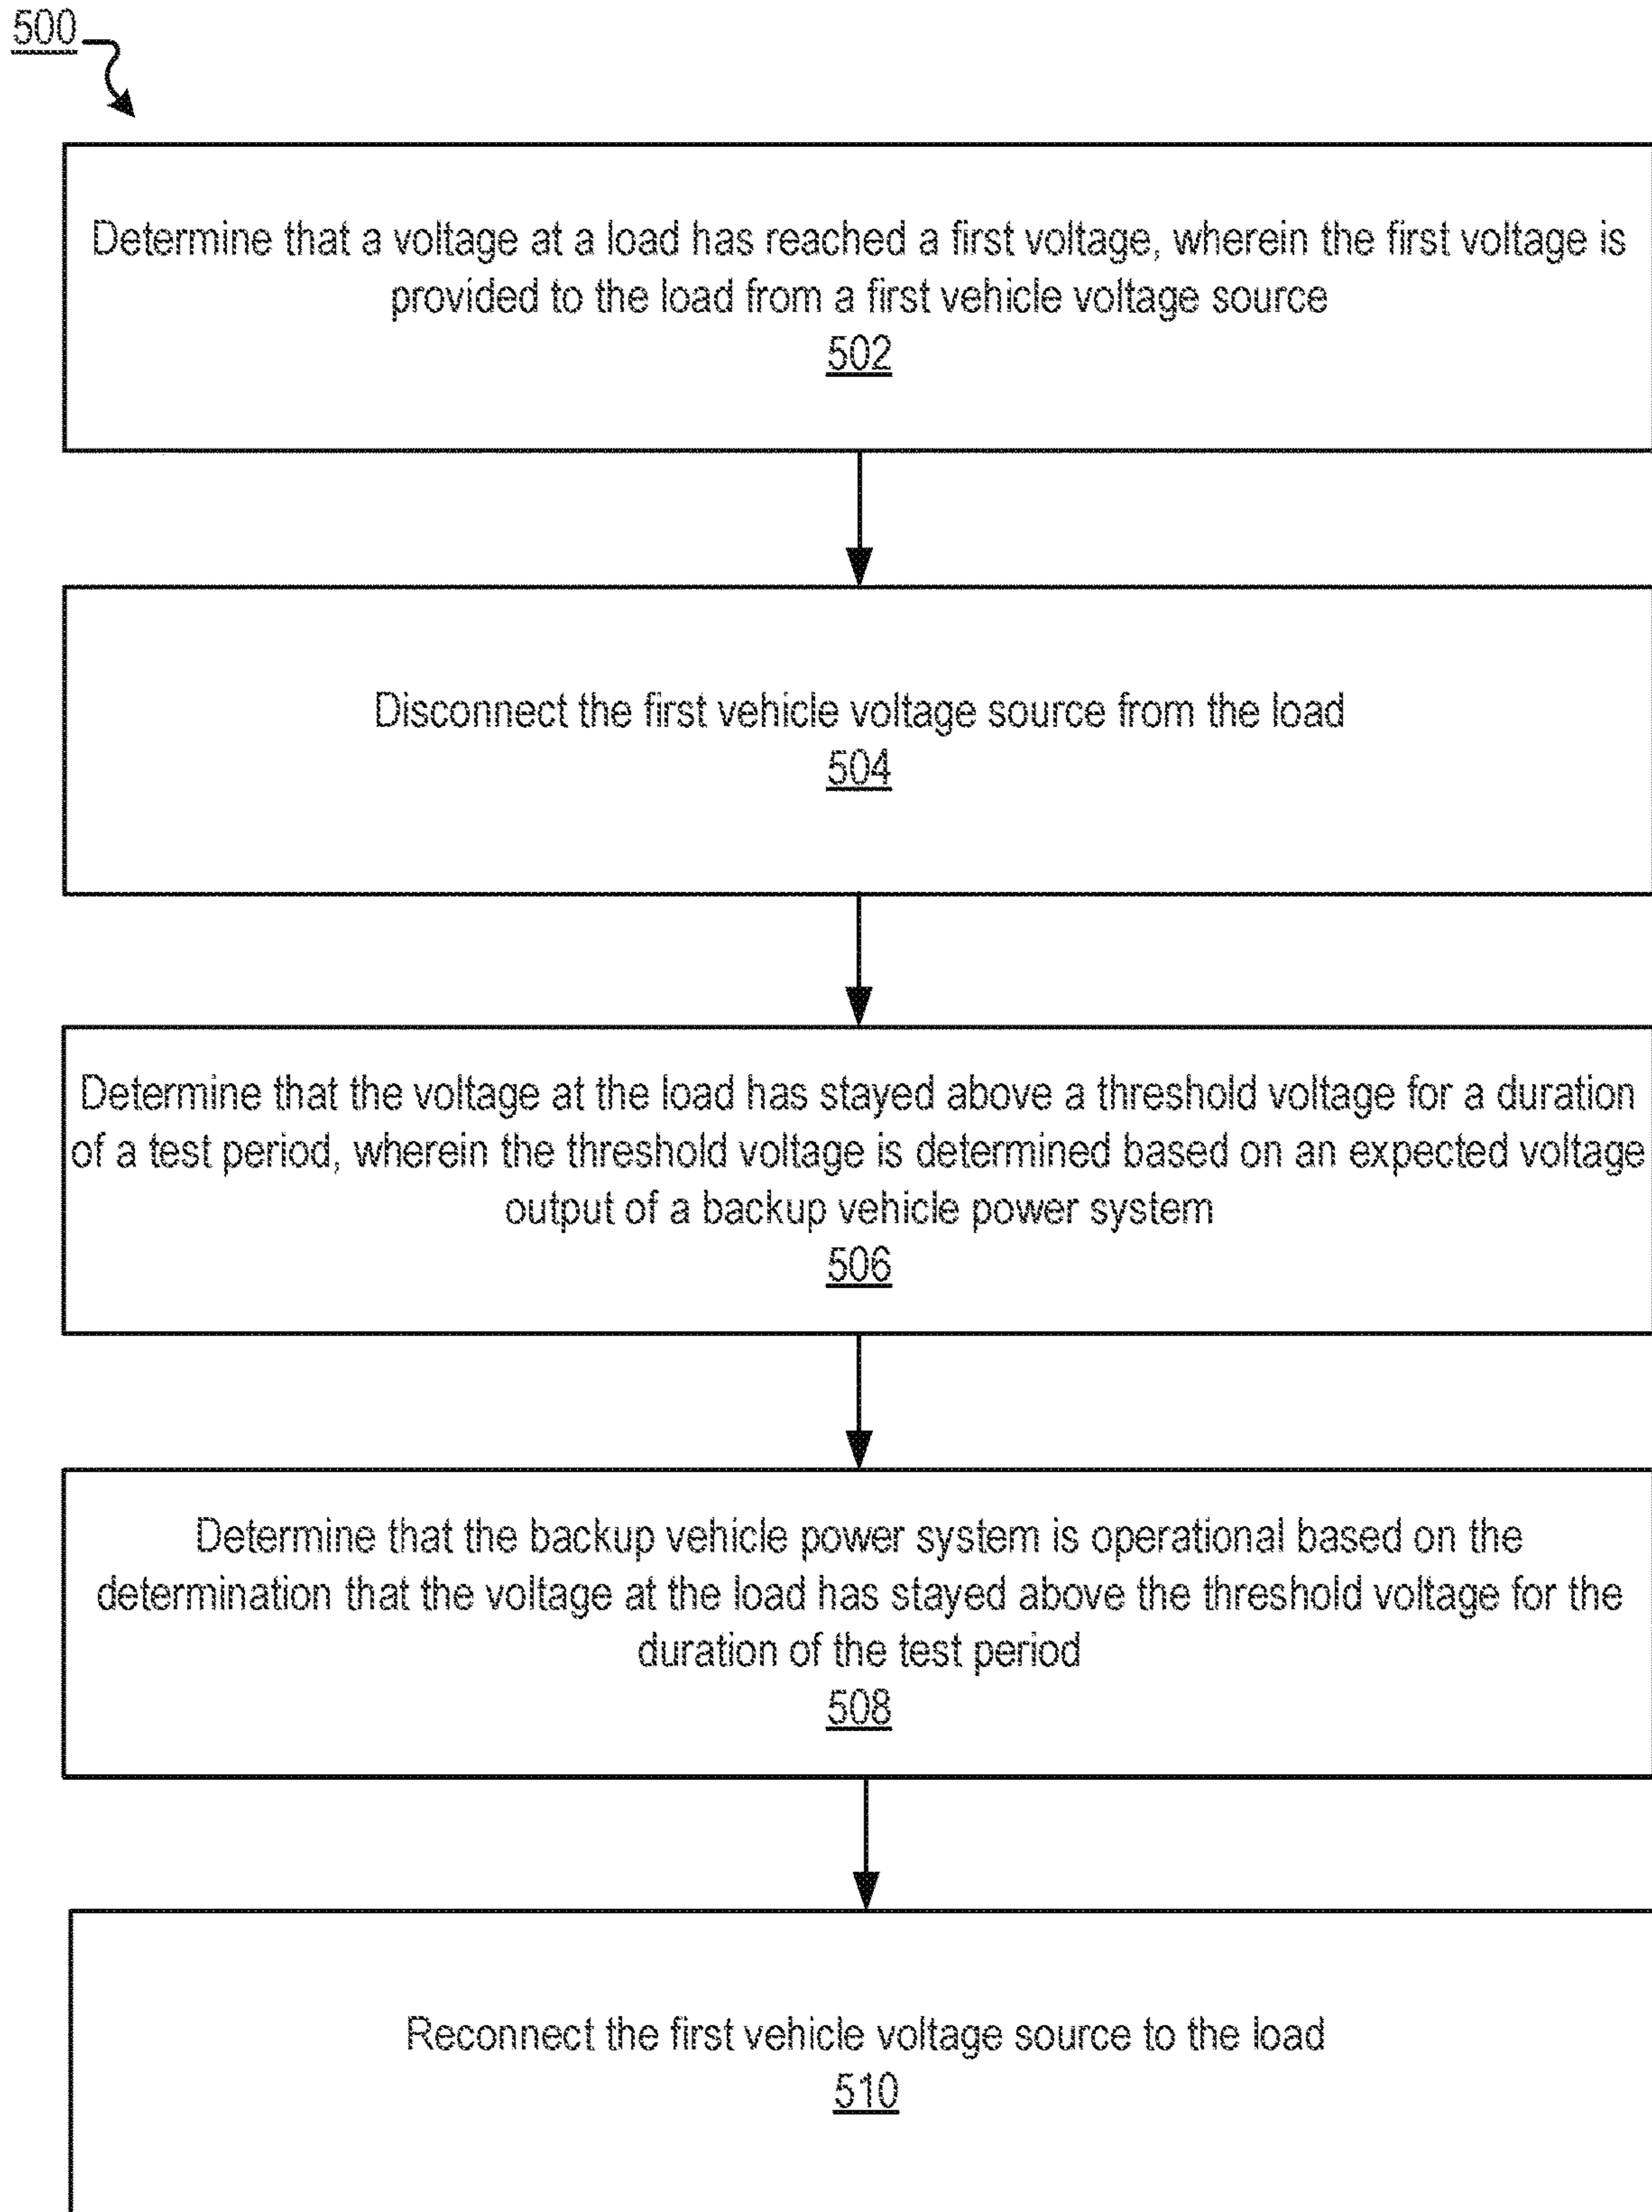 500
Determine that a voltage at a load has reached a first voltage, wherein the first voltage is
provided to the load from a first vehicle voltage source
502
Disconnect the first vehicle voltage source from the load
504
Determine that the voltage at the load has stayed above a threshold voltage for a duration
of a test period, wherein the threshold voltage is determined based on an expected voltage
output of a backup vehicle power system
506
Determine that the backup vehicle power system is operational based on the
determination that the voltage at the load has stayed above the threshold voltage for the
duration of the test period
508
Reconnect the first vehicle voltage source to the load
510